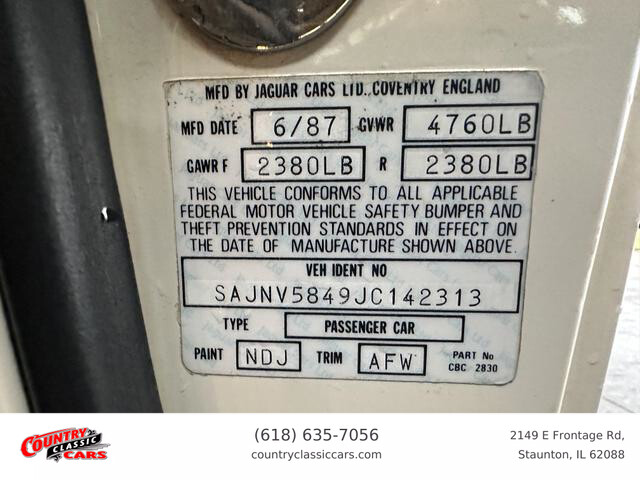 MFD BY JAGUAR CARS LTD., COVENTRY ENGLAND
MFD DATE 6/87 GVWR 4760LB
GAWR F 2380LB R 2380LB
THIS VEHICLE CONFORMS TO ALL APPLICABLE
FEDERAL MOTOR VEHICLE SAFETY BUMPER AND
THEFT PREVENTION STANDARDS IN EFFECT ON
THE DATE OF MANUFACTURE SHOWN ABOVE.
VEH IDENT NO
SAJNV5849JC142313
TYPE PASSENGER CAR
PAINT NDJ TRIM AFW PART No
CBC 2830
COUNTRY
CLASSIC
CARS
(618) 635-7056
countryclassiccars.com
2149 E Frontage Rd,
Staunton, IL 62088